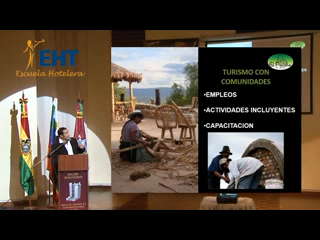 EHT
Escuela Hotelera
TURISMO CON
COMUNIDADES
•EMPLEOS
•ACTIVIDADES INCLUYENTES
•CAPACITACION